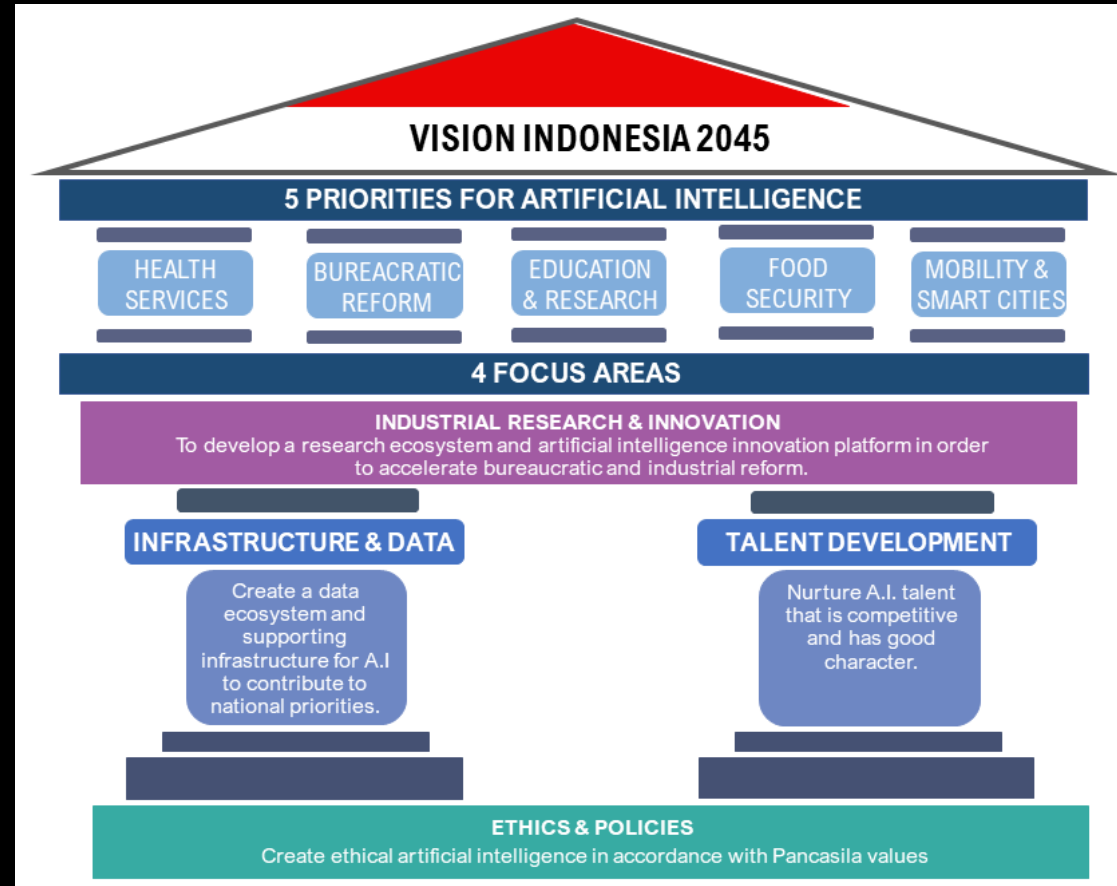 VISION INDONESIA 2045
5 PRIORITIES FOR ARTIFICIAL INTELLIGENCE
HEALTH
SERVICES
BUREACRATIC
REFORM
EDUCATION
& RESEARCH
FOOD
SECURITY
MOBILITY &
SMART CITIES
4 FOCUS AREAS
INDUSTRIAL RESEARCH & INNOVATION
To develop a research ecosystem and artificial intelligence innovation platform in order
to accelerate bureaucratic and industrial reform.
INFRASTRUCTURE & DATA
Create a data
ecosystem and
supporting
infrastructure for A.I
to contribute to
national priorities.
TALENT DEVELOPMENT
Nurture A.I. talent
that is competitive
and has good
character.
ETHICS & POLICIES
Create ethical artificial intelligence in accordance with Pancasila values